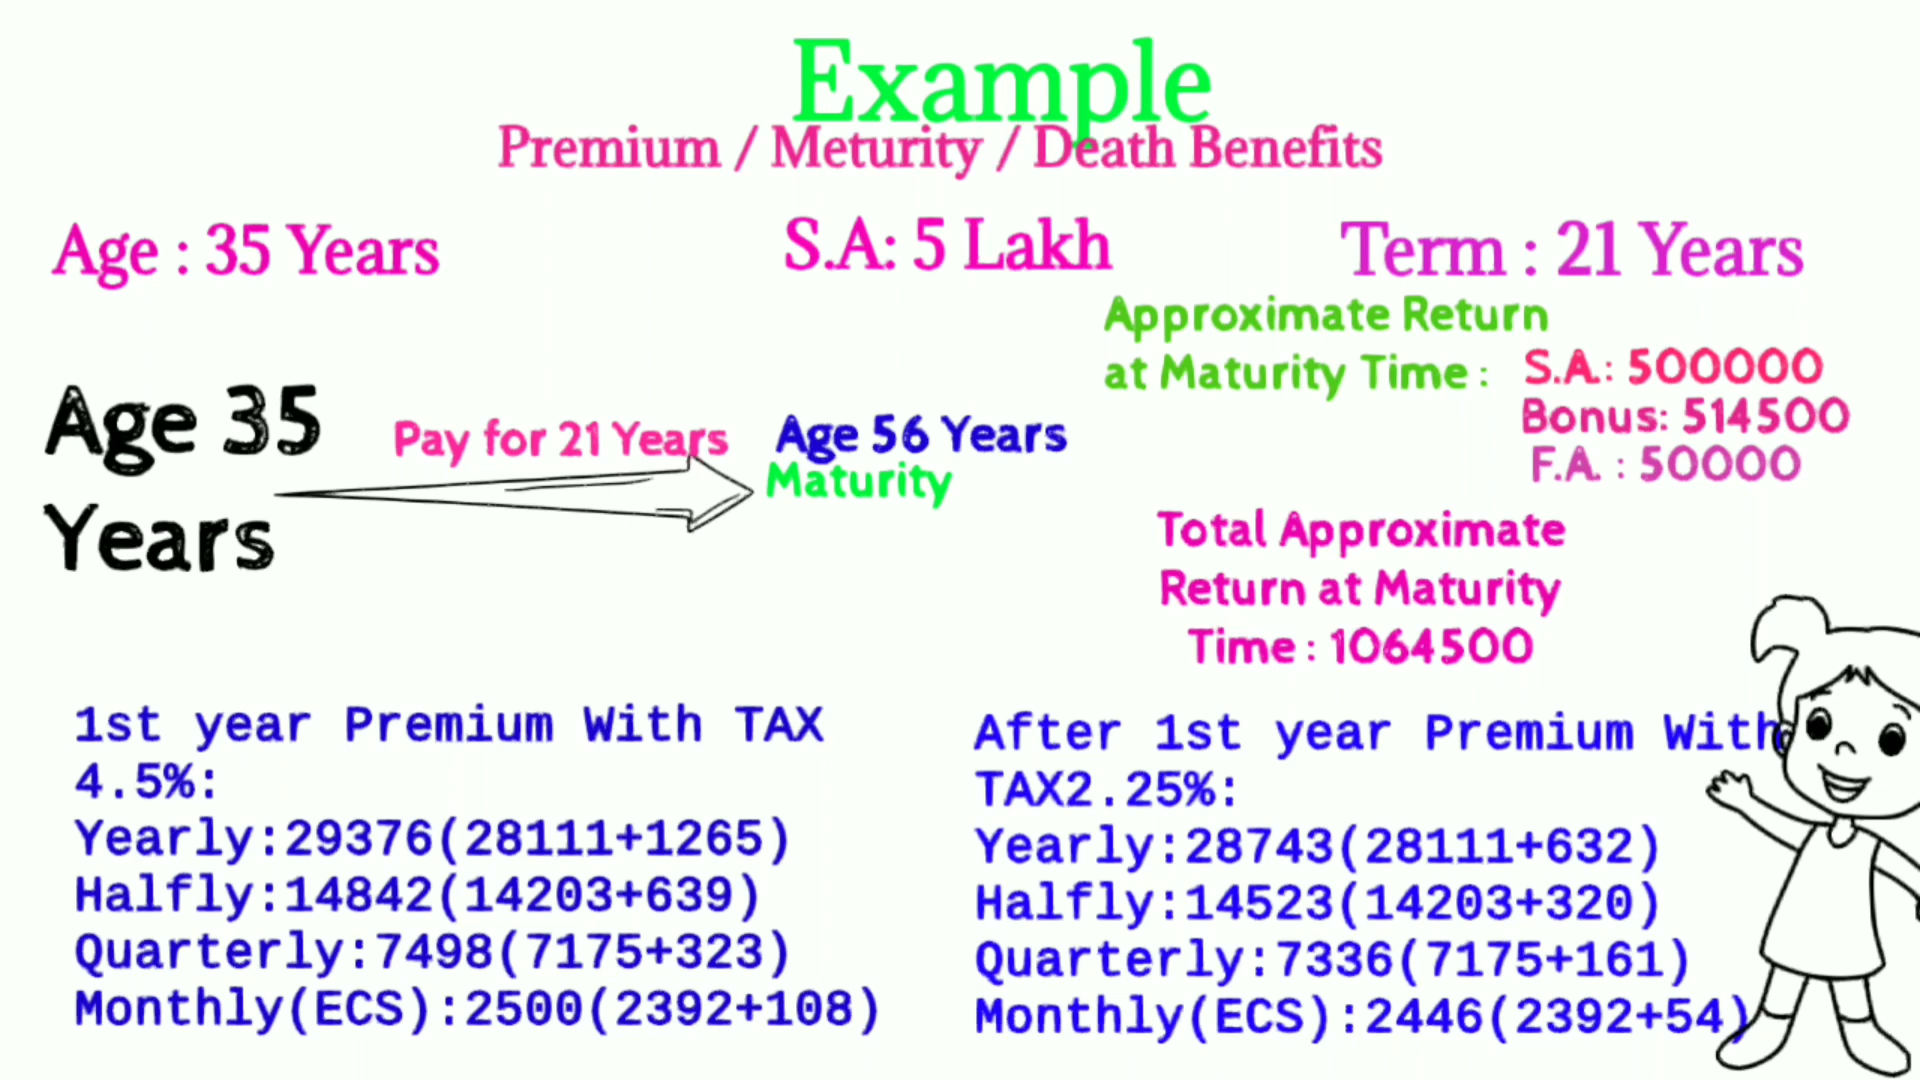 Example
Premium / Meturity / Death Benefits
Age : 35 Years
S.A: 5 Lakh
Term : 21 Years
Age 35
Years
Pay for 21 Years
Age 56 Years
Maturity
Approximate Return
at Maturity Time :
S.A.: 500000
Bonus: 514500
F.A. : 50000
Total Approximate
Return at Maturity
Time : 1064500
1st year Premium With TAX
4.5%:
Yearly:29376(28111+1265)
Halfly:14842(14203+639)
Quarterly:7498(7175+323)
Monthly(ECS):2500(2392+108)
After 1st year Premium With
TAX2.25%:
Yearly:28743(28111+632)
Halfly:14523(14203+320)
Quarterly:7336(7175+161)
Monthly(ECS):2446(2392+54)